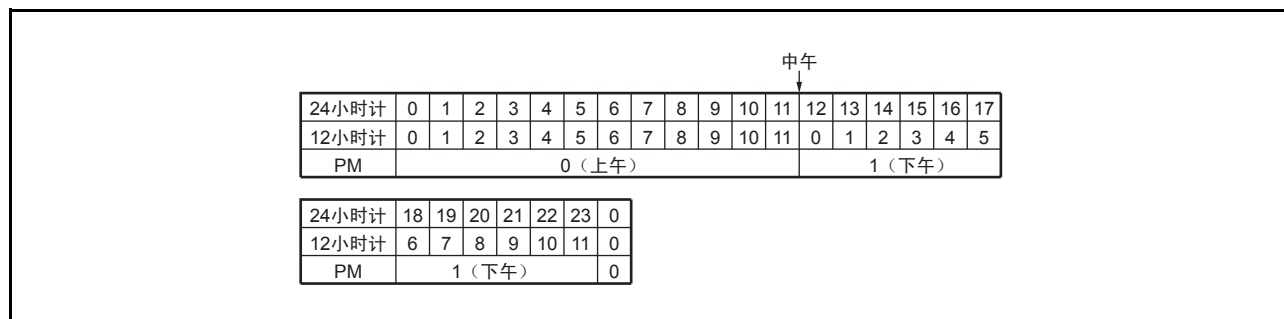 中午
24小时计 0 1 2 3 4 5 6 7 8 9 10 11 12 13 14 15 16 17
12小时计 0 1 2 3 4 5 6 7 8 9 10 11 0 1 2 3 4 5
PM 0（上午） 1（下午）
24小时计 18 19 20 21 22 23 0
12小时计 6 7 8 9 10 11 0
PM 1（下午） 0